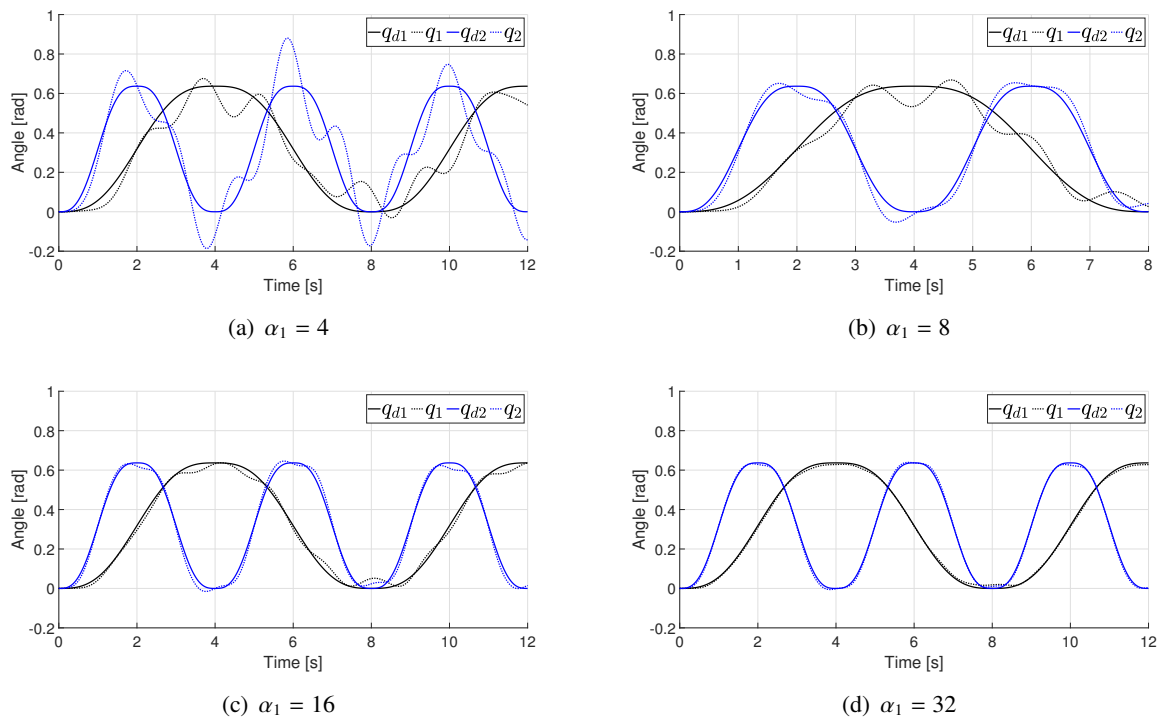 q_{d1} q_1 q_{d2} q_2
1
0.8
0.6
0.4
0.2
0
-0.2
Angle [rad]
0 2 4 6 8 10 12
Time [s]
(a) α_1 = 4
q_{d1} q_1 q_{d2} q_2
1
0.8
0.6
0.4
0.2
0
-0.2
Angle [rad]
0 1 2 3 4 5 6 7 8
Time [s]
(b) α_1 = 8
q_{d1} q_1 q_{d2} q_2
1
0.8
0.6
0.4
0.2
0
-0.2
Angle [rad]
0 2 4 6 8 10 12
Time [s]
(c) α_1 = 16
q_{d1} q_1 q_{d2} q_2
1
0.8
0.6
0.4
0.2
0
-0.2
Angle [rad]
0 2 4 6 8 10 12
Time [s]
(d) α_1 = 32